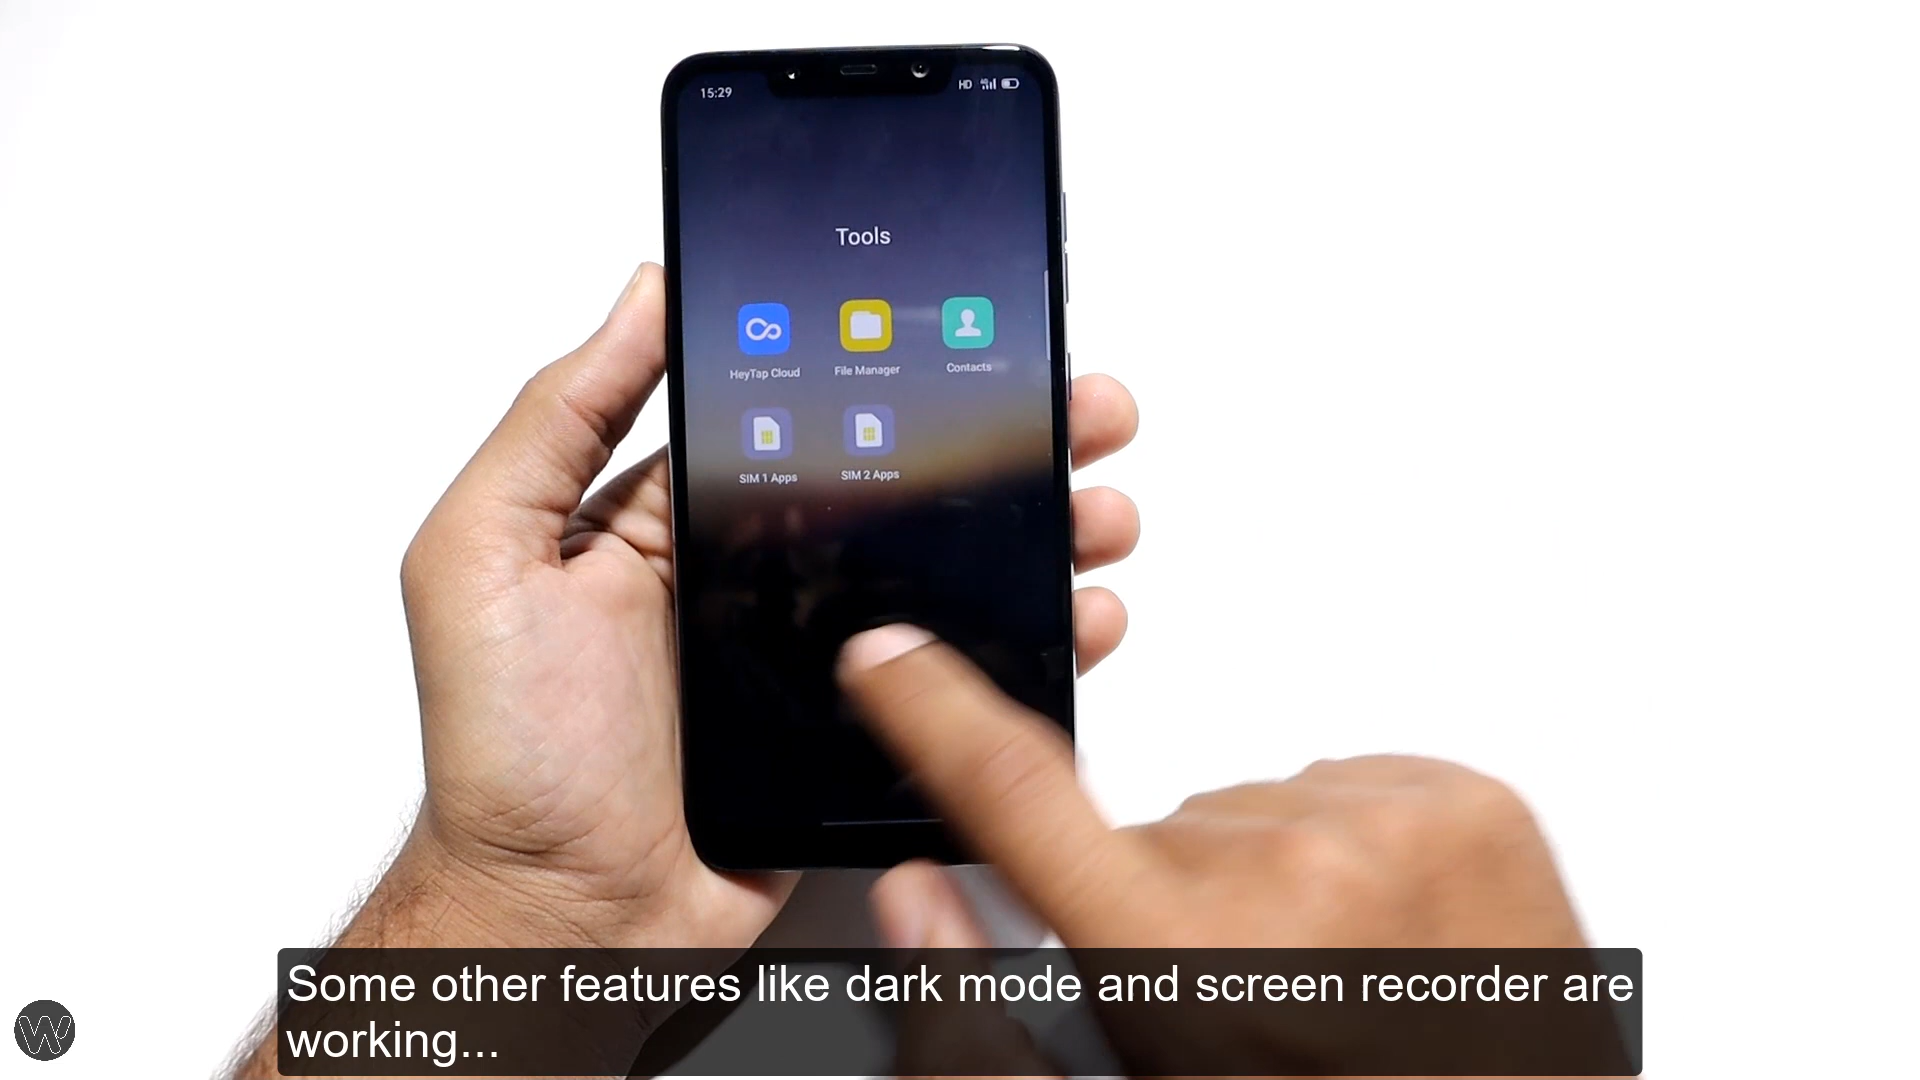 15:29
HD 4G
Tools
HeyTap Cloud
File Manager
Contacts
SIM 1 Apps
SIM 2 Apps
Some other features like dark mode and screen recorder are
working...
W